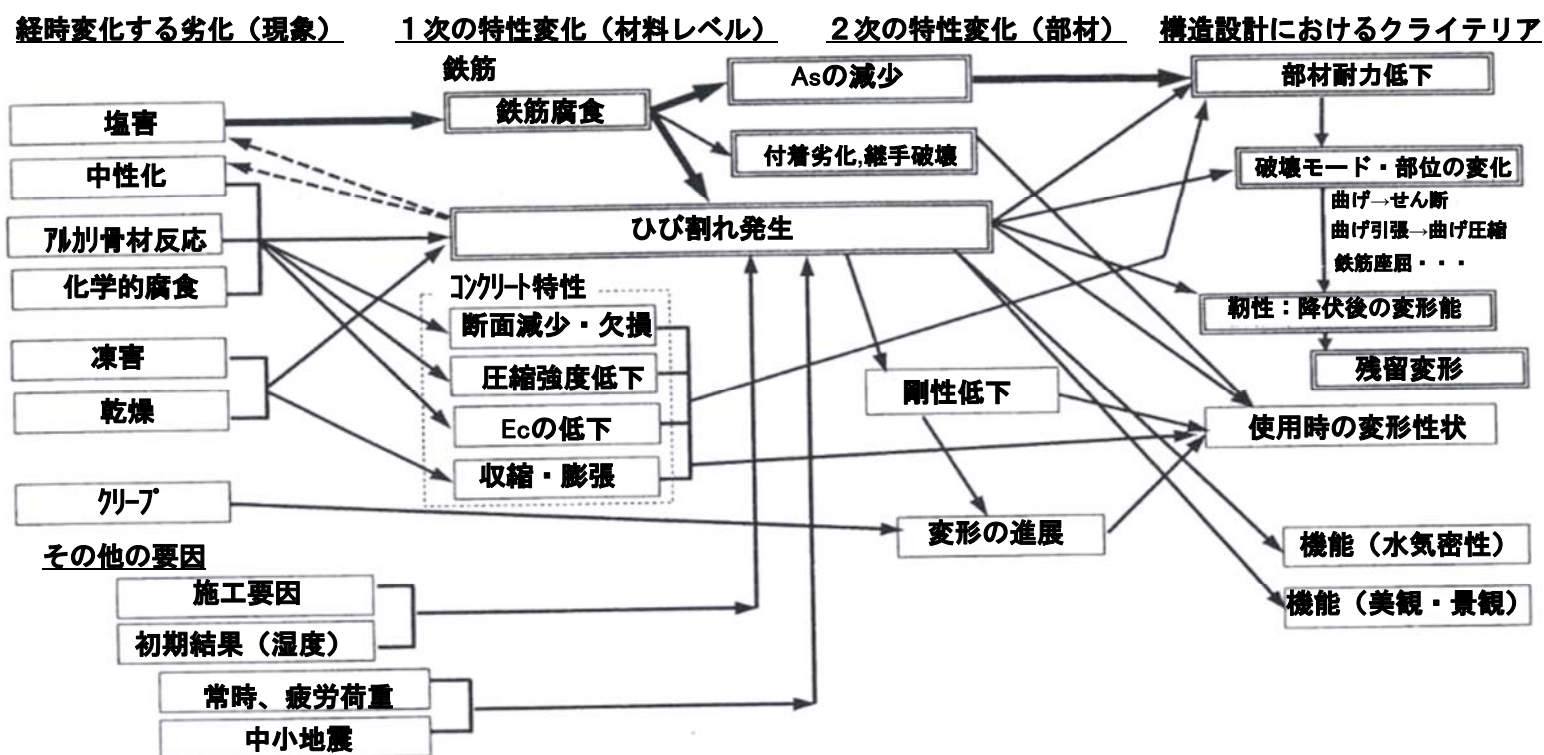 経時変化する劣化（現象）
１次の特性変化（材料レベル）
２次の特性変化（部材）
構造設計におけるクライテリア
鉄筋
塩害
中性化
ｱﾙｶﾘ骨材反応
化学的腐食
凍害
乾燥
ｸﾘｰﾌﾟ
その他の要因
施工要因
初期結果（湿度）
常時、疲労荷重
中小地震
鉄筋腐食
ひび割れ発生
ｺﾝｸﾘｰﾄ特性
断面減少・欠損
圧縮強度低下
Ecの低下
収縮・膨張
Asの減少
付着劣化,継手破壊
剛性低下
変形の進展
部材耐力低下
破壊モード・部位の変化
曲げ→せん断
曲げ引張→曲げ圧縮
鉄筋座屈・・・
靭性：降伏後の変形能
残留変形
使用時の変形性状
機能（水気密性）
機能（美観・景観）